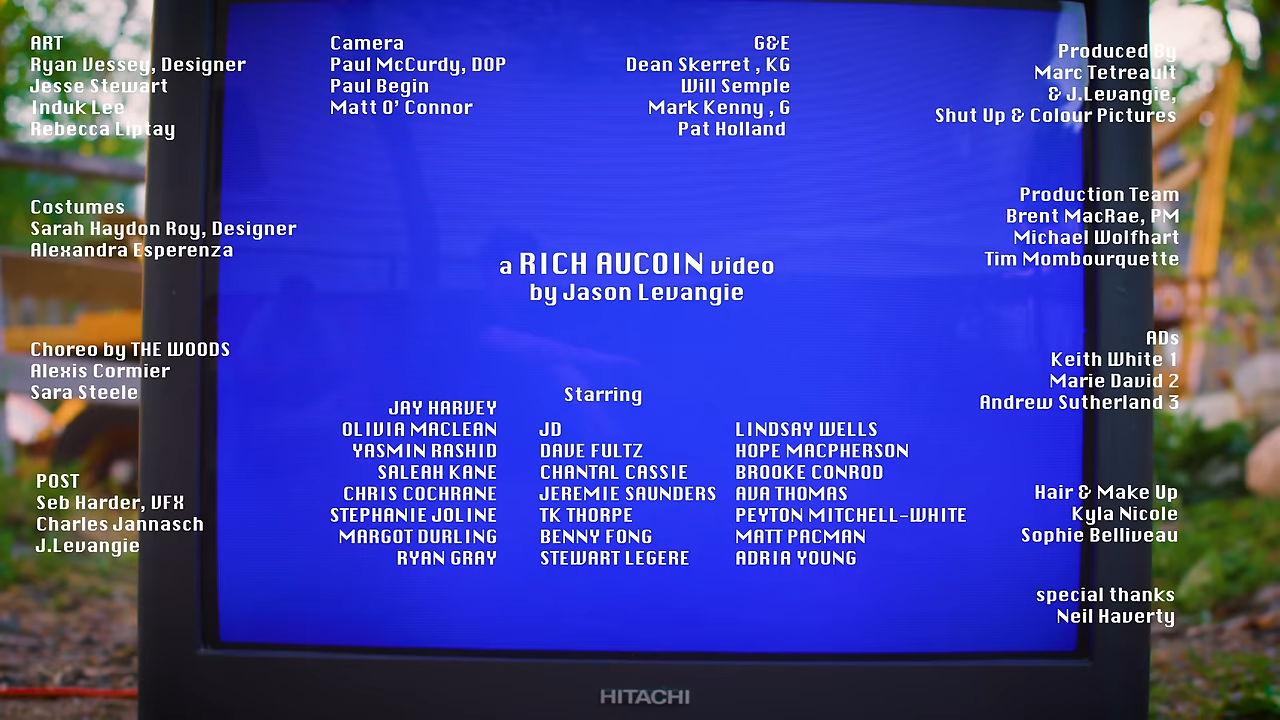 ART
Ryan Vessey, Designer
Jesse Stewart
Induk Lee
Rebecca Liptay
Camera
Paul McCurdy, DOP
Paul Begin
Matt O' Connor
G&E
Dean Skerret , KG
Will Semple
Mark Kenny , G
Pat Holland
Produced By
Marc Tetreault
& J.Levangie,
Shut Up & Colour Pictures
Costumes
Sarah Haydon Roy, Designer
Alexandra Esperenza
Production Team
Brent MacRae, PM
Michael Wolfhart
Tim Mombourquette
a RICH AUCOIN video
by Jason Levangie
Choreo by THE WOODS
Alexis Cormier
Sara Steele
ADs
Keith White 1
Marie David 2
Andrew Sutherland 3
Starring
JAY HARVEY
OLIVIA MACLEAN
YASMIN RASHID
SALEAH KANE
CHRIS COCHRANE
STEPHANIE JOLINE
MARGOT DURLING
RYAN GRAY
JD
DAVE FULTZ
CHANTAL CASSIE
JEREMIE SAUNDERS
TK THORPE
BENNY FONG
STEWART LEGERE
LINDSAY WELLS
HOPE MACPHERSON
BROOKE CONROD
AVA THOMAS
PEYTON MITCHELL-WHITE
MATT PACMAN
ADRIA YOUNG
POST
Seb Harder, VFX
Charles Jannasch
J.Levangie
Hair & Make Up
Kyla Nicole
Sophie Belliveau
special thanks
Neil Haverty
HITACHI